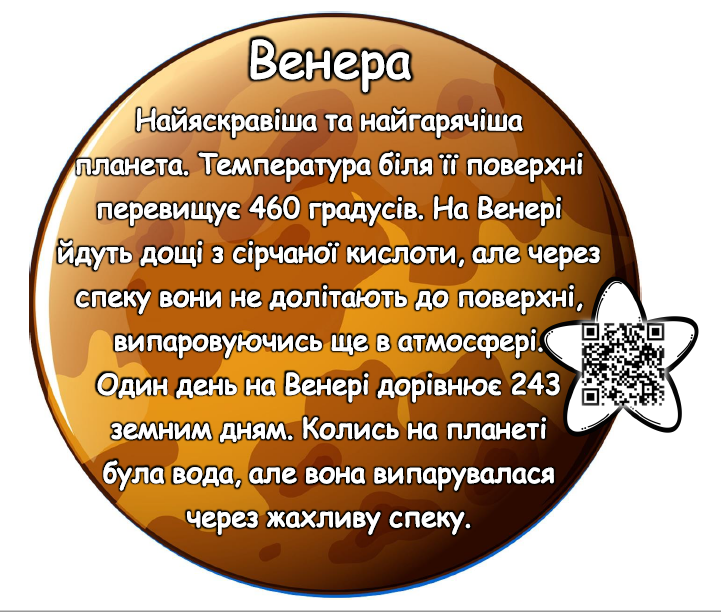 Венера
Найяскравіша та найгарячіша
планета. Температура біля її поверхні
перевищує 460 градусів. На Венері
йдуть дощі з сірчаної кислоти, але через
спеку вони не долітають до поверхні,
випаровуючись ще в атмосфері.
Один день на Венері дорівнює 243
земним дням. Колись на планеті
була вода, але вона випарувалася
через жахливу спеку.